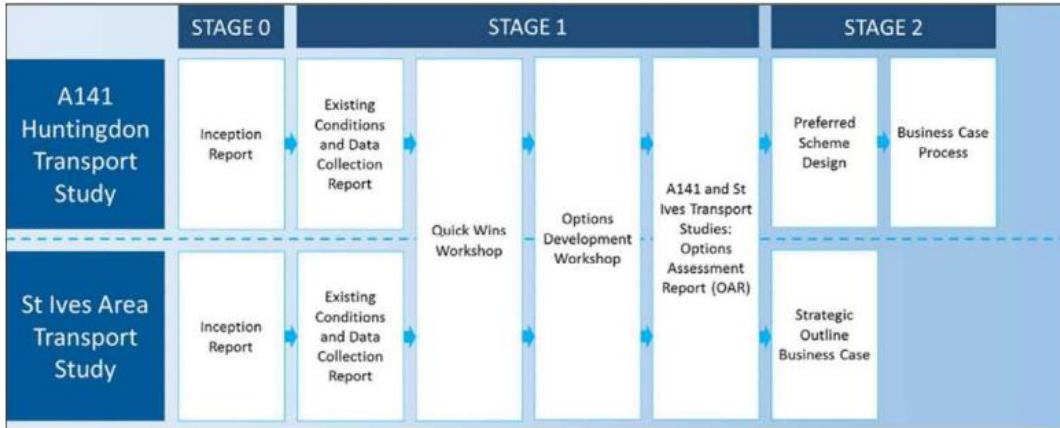 STAGE 0
STAGE 1
STAGE 2
A141
Huntingdon
Transport
Study
Inception
Report
Existing
Conditions
and Data
Collection
Report
Quick Wins
Workshop
Options
Development
Workshop
A141 and St
Ives Transport
Studies:
Options
Assessment
Report (OAR)
Preferred
Scheme
Design
Business Case
Process
St Ives Area
Transport
Study
Inception
Report
Existing
Conditions
and Data
Collection
Report
Strategic
Outline
Business Case